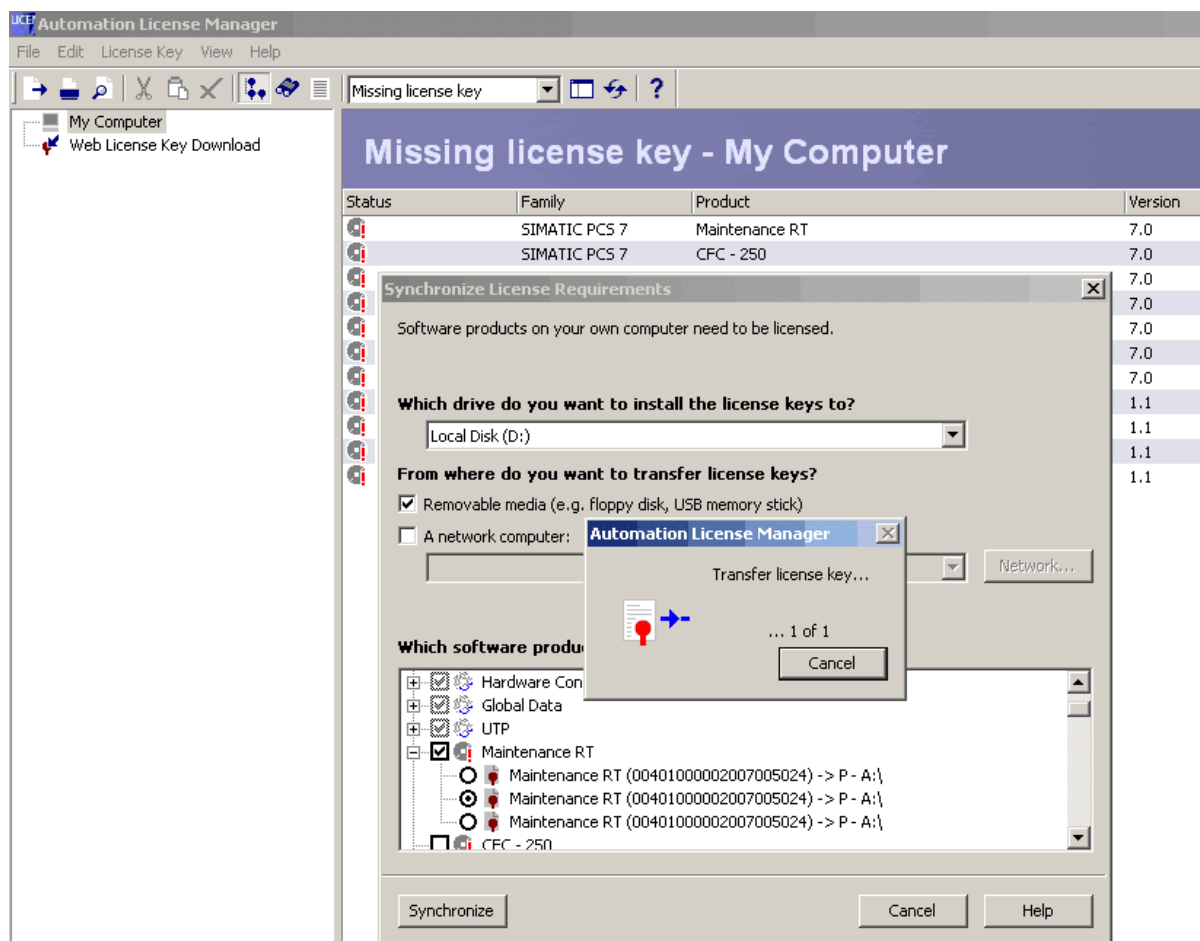 Automation License Manager
File Edit License Key View Help
Missing license key
?
My Computer
Web License Key Download
Missing license key - My Computer
Status Family Product Version
SIMATIC PCS 7 Maintenance RT 7.0
SIMATIC PCS 7 CFC - 250 7.0
7.0
7.0
7.0
7.0
7.0
1.1
1.1
1.1
1.1
Synchronize License Requirements
Software products on your own computer need to be licensed.
Which drive do you want to install the license keys to?
Local Disk (D:)
From where do you want to transfer license keys?
Removable media (e.g. floppy disk, USB memory stick)
A network computer:
Network...
Automation License Manager
Transfer license key...
... 1 of 1
Cancel
Which software produ
Hardware Con
Global Data
UTP
Maintenance RT
Maintenance RT (00401000002007005024) -> P - A:\
Maintenance RT (00401000002007005024) -> P - A:\
Maintenance RT (00401000002007005024) -> P - A:\
CFC - 250
Synchronize Cancel Help